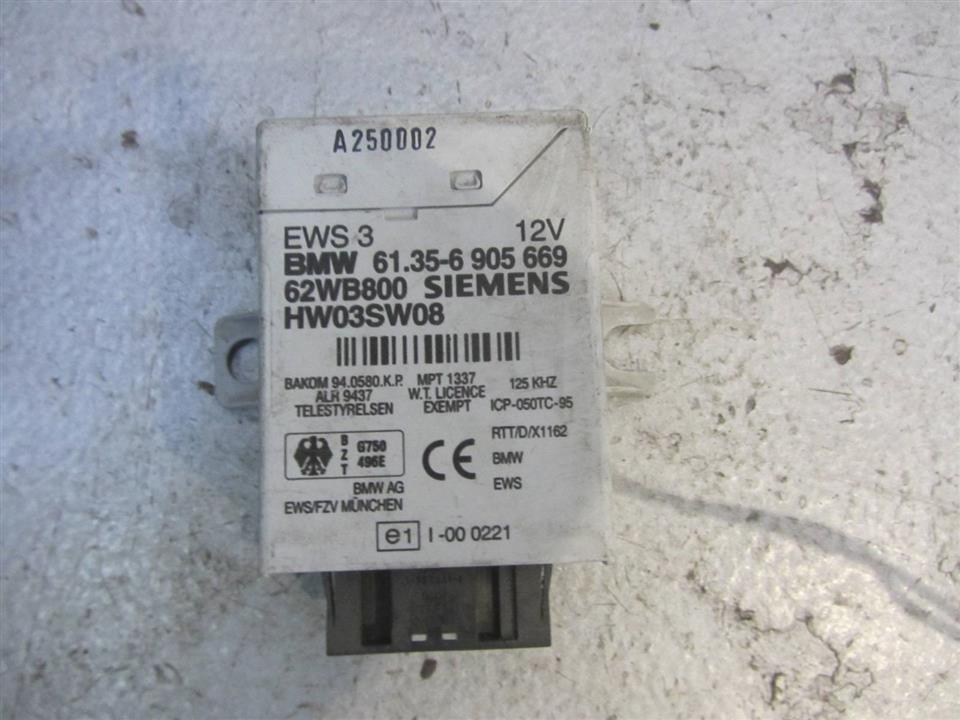 A250002
EWS 3 12V
BMW 61.35-6 905 669
62WB800 SIEMENS
HW03SW08
BAKOM 94.0580.K.P. MPT 1337 125 KHZ
ALR 9437 W.T. LICENCE
TELESTYRELSEN EXEMPT ICP-050TC-95
RTT/D/X1162
B G750
Z 496E
T
CE
BMW
BMW AG EWS
EWS/FZV MÜNCHEN
e1 I-00 0221